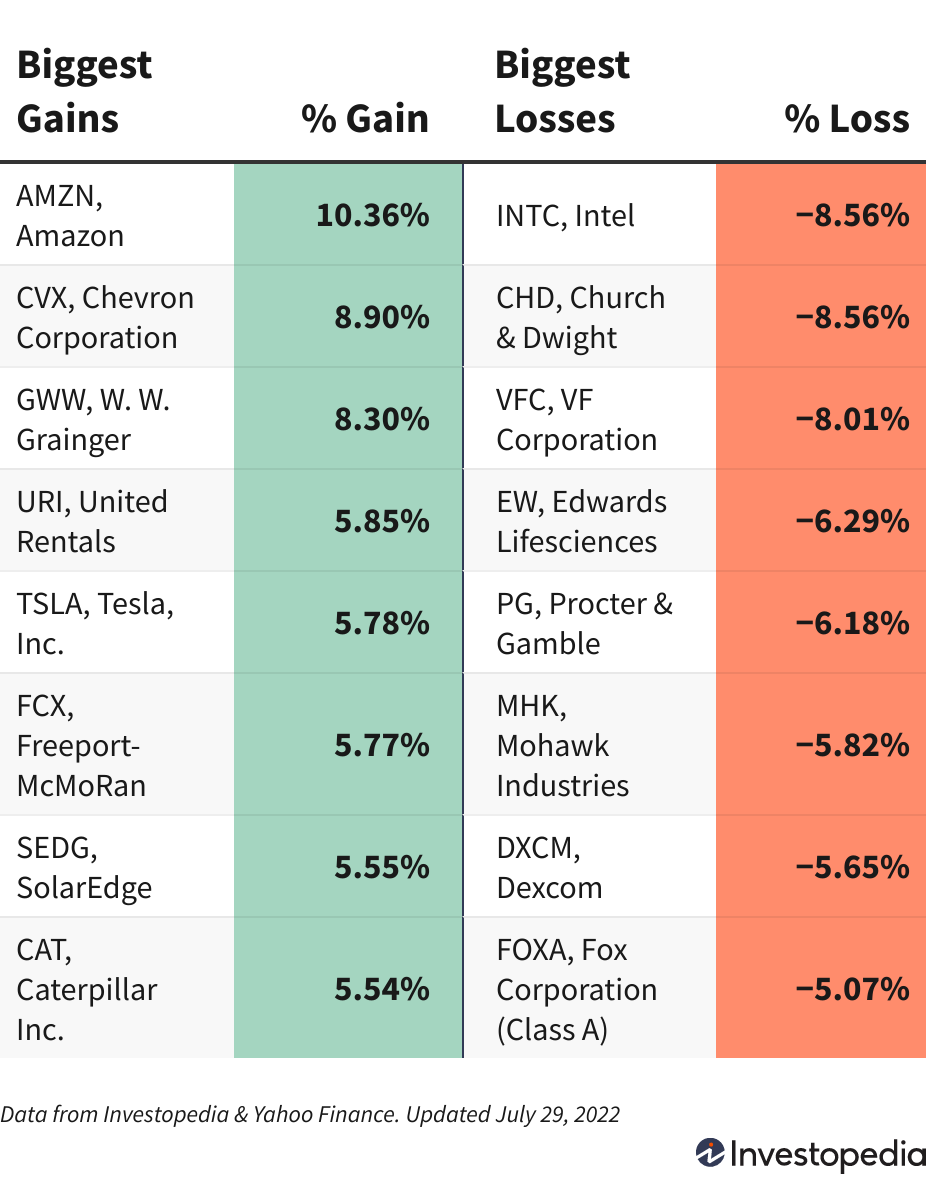 Biggest
Gains
% Gain
Biggest
Losses
% Loss
AMZN,
Amazon
10.36%
INTC, Intel
−8.56%
CVX, Chevron
Corporation
8.90%
CHD, Church
& Dwight
−8.56%
GWW, W. W.
Grainger
8.30%
VFC, VF
Corporation
−8.01%
URI, United
Rentals
5.85%
EW, Edwards
Lifesciences
−6.29%
TSLA, Tesla,
Inc.
5.78%
PG, Procter &
Gamble
−6.18%
FCX,
Freeport-
McMoRan
5.77%
MHK,
Mohawk
Industries
−5.82%
SEDG,
SolarEdge
5.55%
DXCM,
Dexcom
−5.65%
CAT,
Caterpillar
Inc.
5.54%
FOXA, Fox
Corporation
(Class A)
−5.07%
Data from Investopedia & Yahoo Finance. Updated July 29, 2022
Investopedia